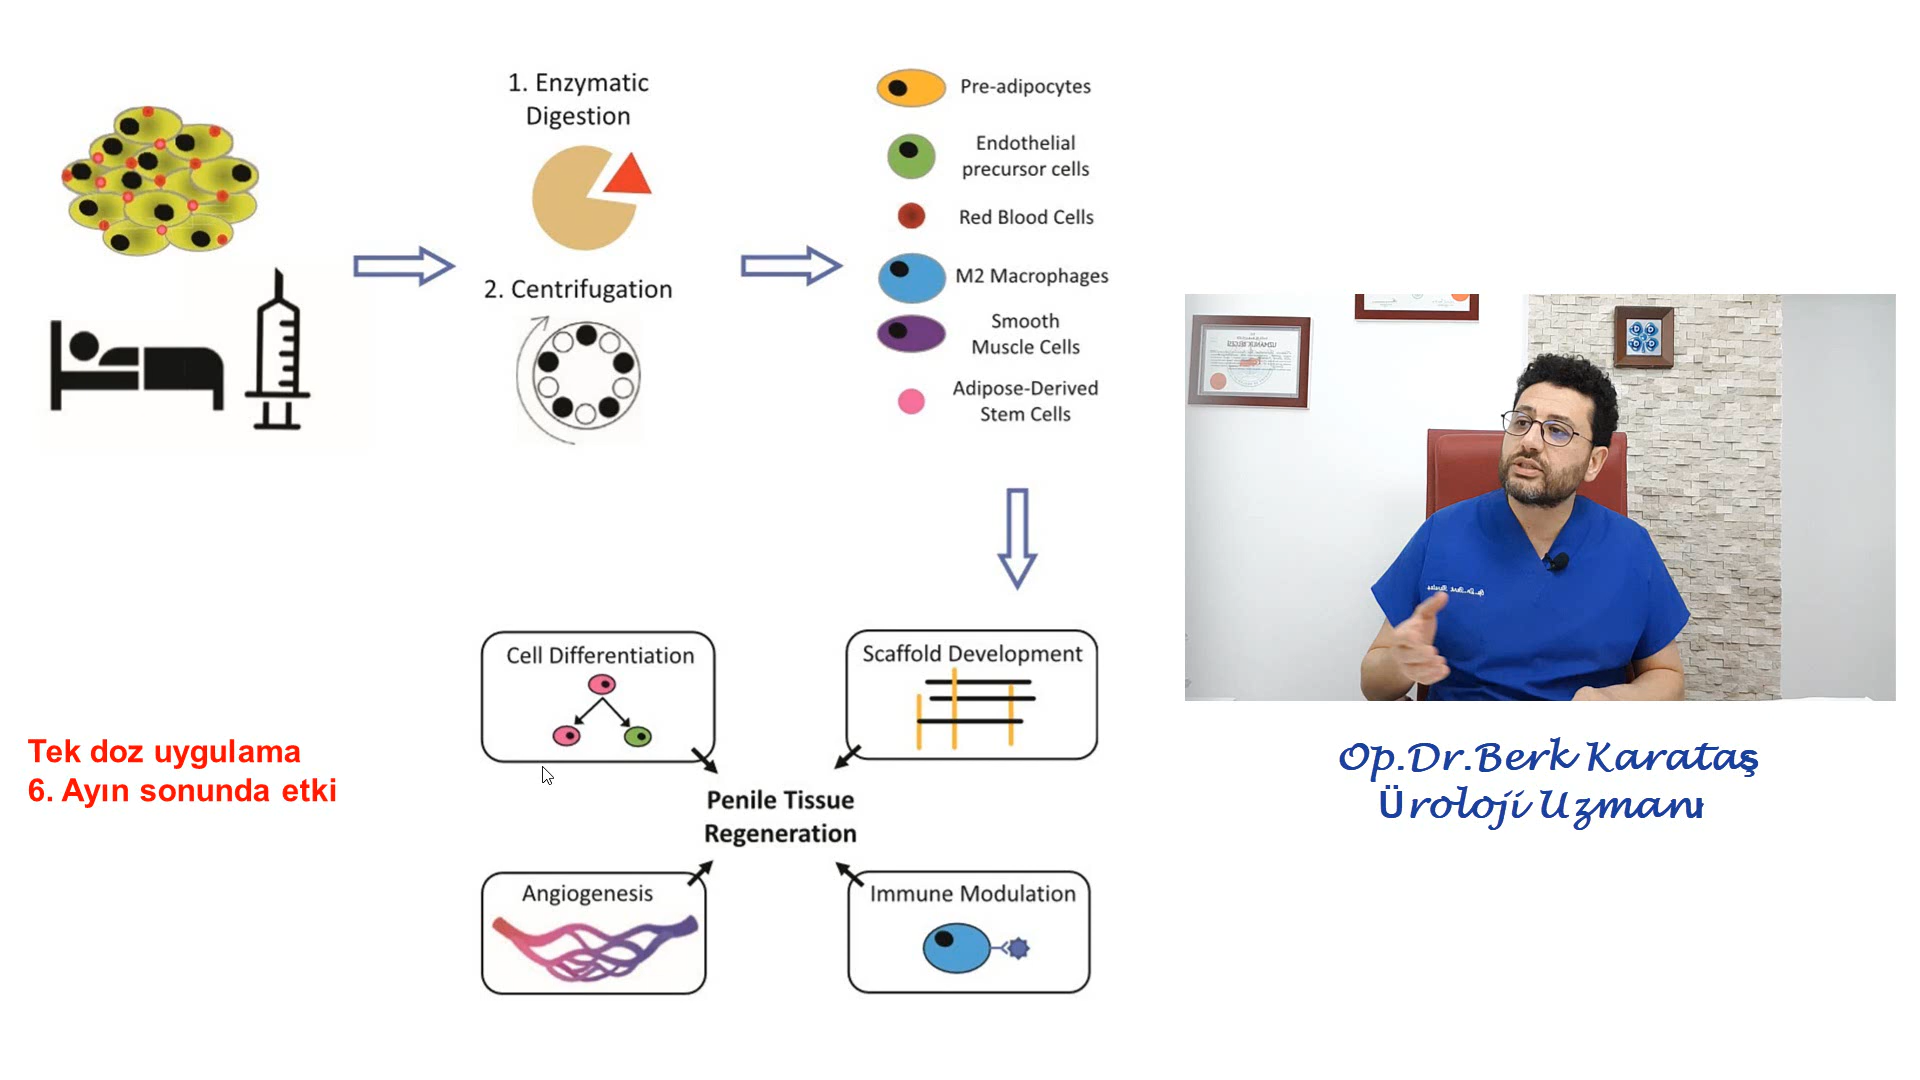 1. Enzymatic
Digestion
2. Centrifugation
Pre-adipocytes
Endothelial
precursor cells
Red Blood Cells
M2 Macrophages
Smooth
Muscle Cells
Adipose-Derived
Stem Cells
Cell Differentiation
Scaffold Development
Penile Tissue
Regeneration
Angiogenesis
Immune Modulation
Tek doz uygulama
6. Ayın sonunda etki
Op.Dr.Berk Karataş
Üroloji Uzmanı